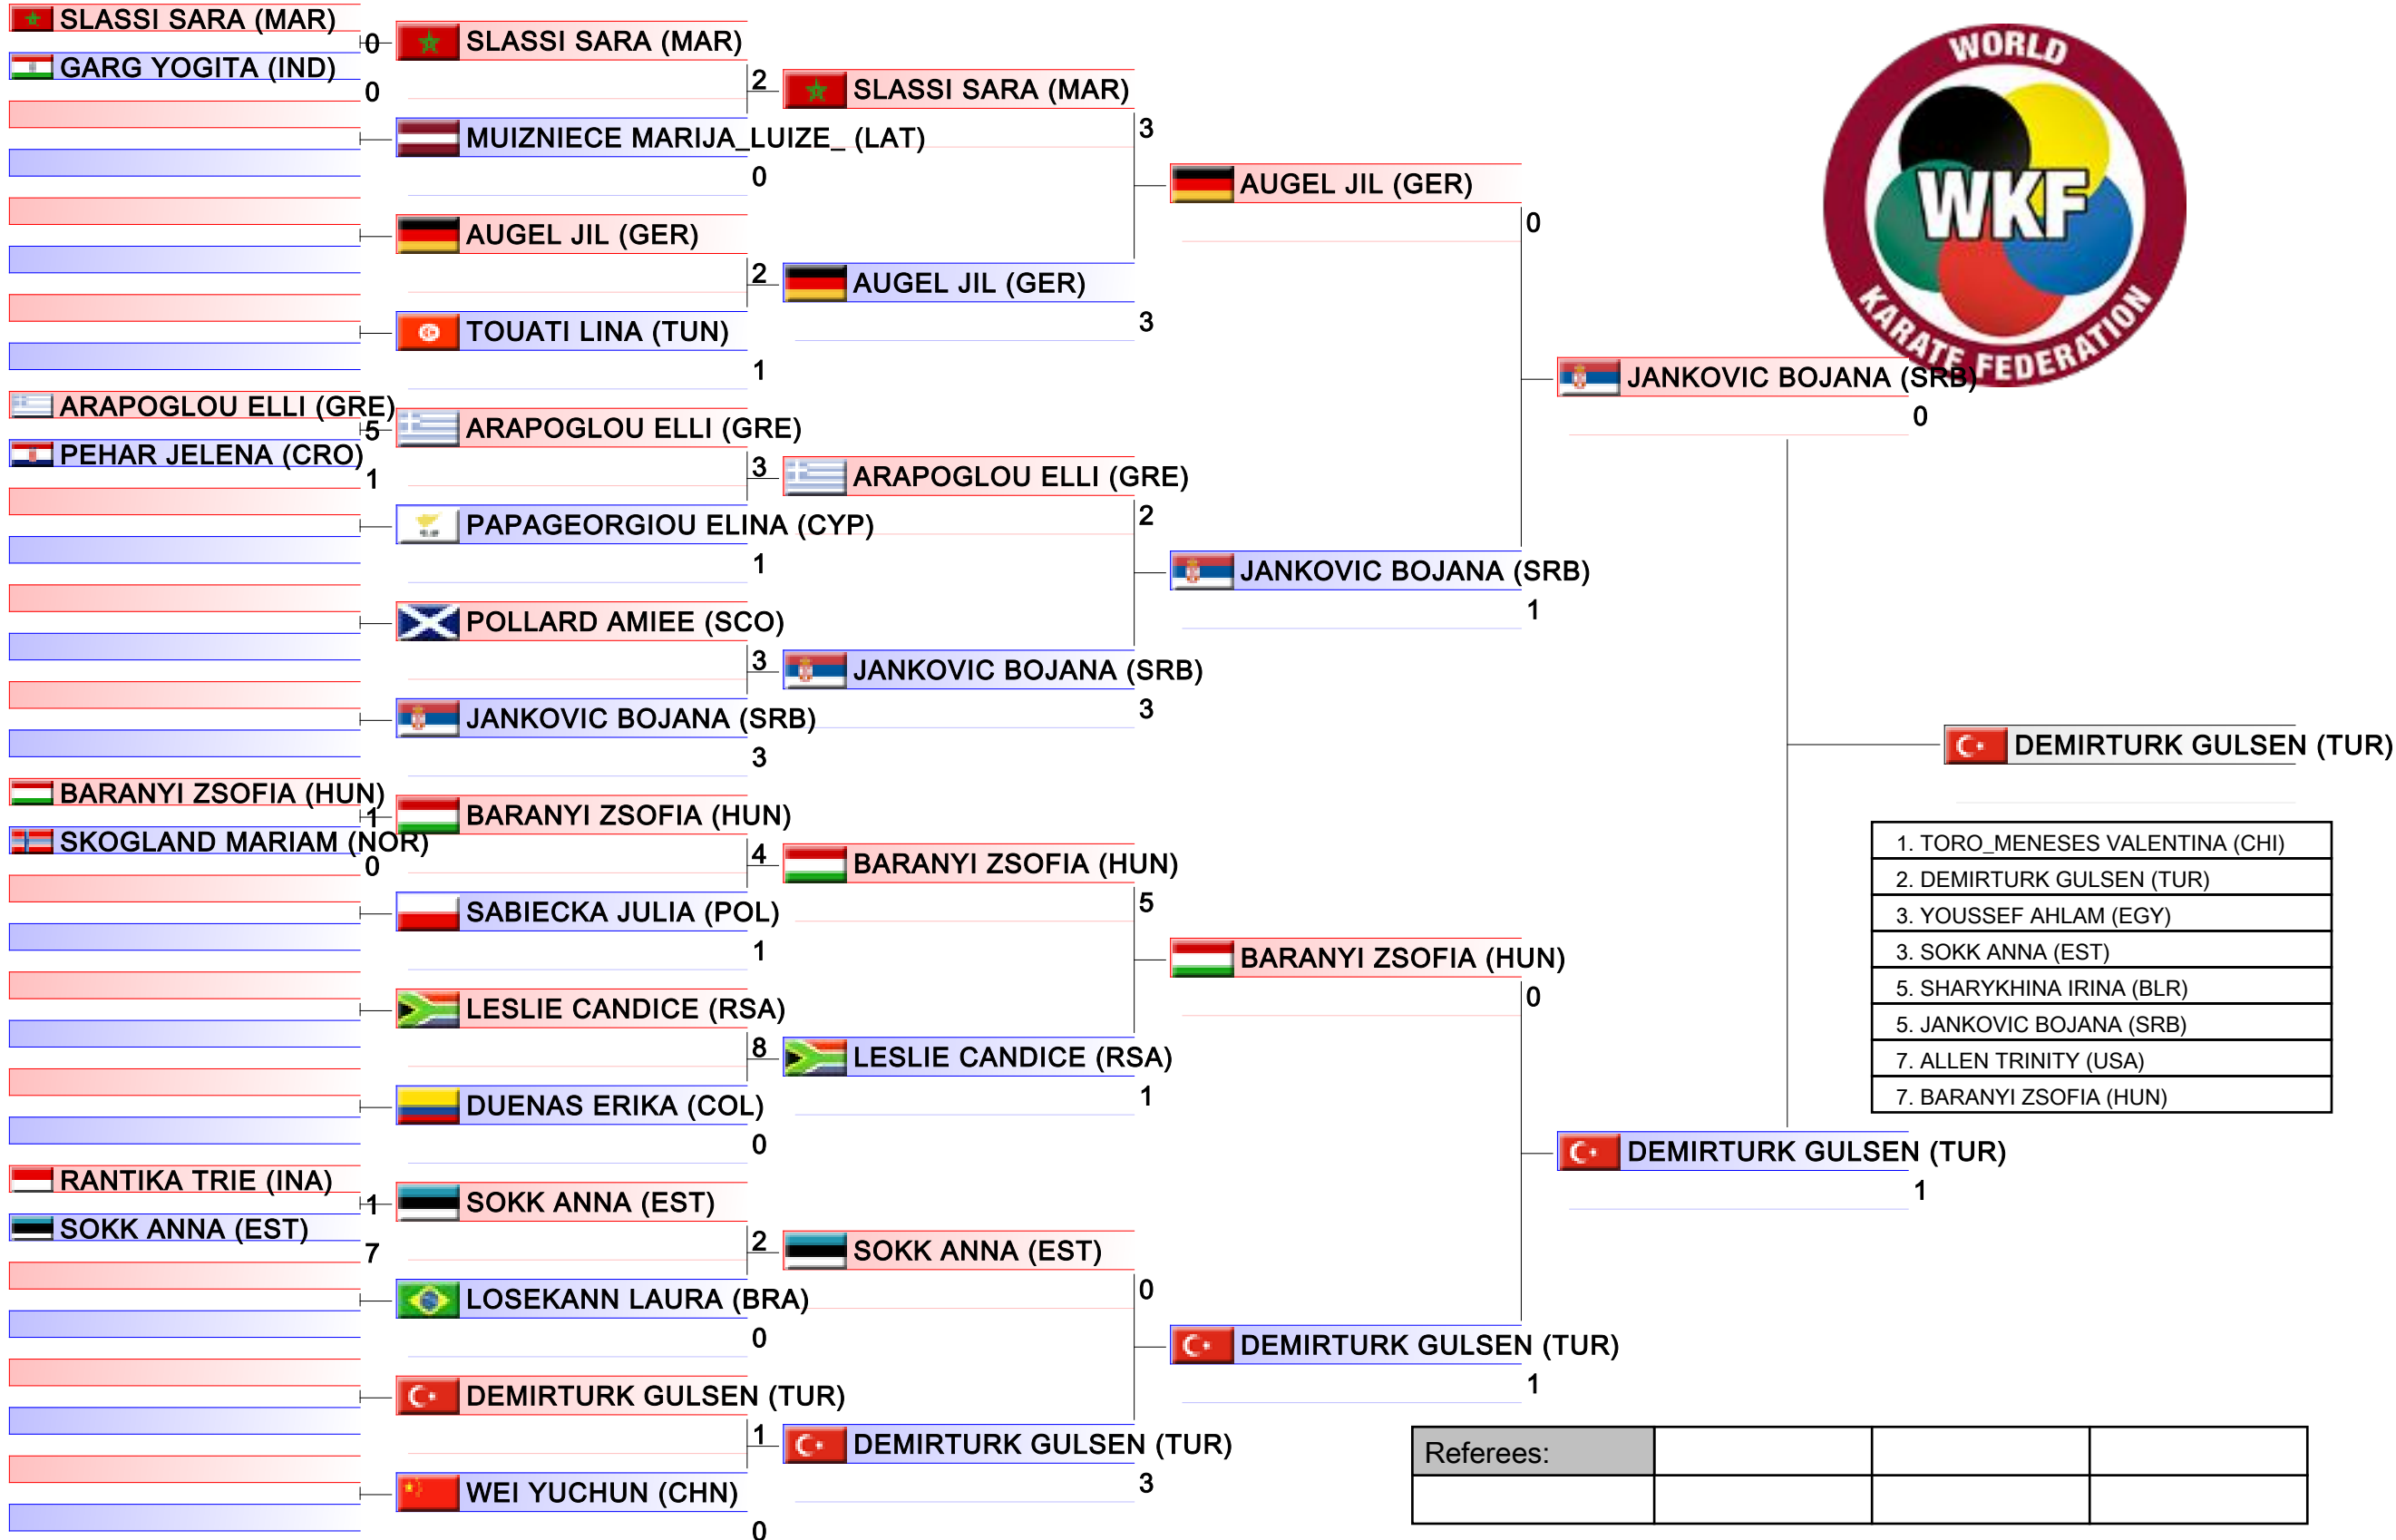 SLASSI SARA (MAR)
0
GARG YOGITA (IND)
0
ARAPOGLOU ELLI (GRE)
5
PEHAR JELENA (CRO)
1
BARANYI ZSOFIA (HUN)
1
SKOGLAND MARIAM (NOR)
0
RANTIKA TRIE (INA)
1
SOKK ANNA (EST)
7
SLASSI SARA (MAR)
2
MUIZNIECE MARIJA_LUIZE_ (LAT)
0
AUGEL JIL (GER)
2
TOUATI LINA (TUN)
1
ARAPOGLOU ELLI (GRE)
3
PAPAGEORGIOU ELINA (CYP)
1
POLLARD AMIEE (SCO)
3
JANKOVIC BOJANA (SRB)
3
BARANYI ZSOFIA (HUN)
4
SABIECKA JULIA (POL)
1
LESLIE CANDICE (RSA)
8
DUENAS ERIKA (COL)
0
SOKK ANNA (EST)
2
LOSEKANN LAURA (BRA)
0
DEMIRTURK GULSEN (TUR)
1
WEI YUCHUN (CHN)
0
SLASSI SARA (MAR)
3
AUGEL JIL (GER)
3
ARAPOGLOU ELLI (GRE)
2
JANKOVIC BOJANA (SRB)
3
BARANYI ZSOFIA (HUN)
5
LESLIE CANDICE (RSA)
1
SOKK ANNA (EST)
0
DEMIRTURK GULSEN (TUR)
3
AUGEL JIL (GER)
0
JANKOVIC BOJANA (SRB)
1
BARANYI ZSOFIA (HUN)
0
DEMIRTURK GULSEN (TUR)
1
WORLD
WKF
KARATE FEDERATION
JANKOVIC BOJANA (SRB)
0
DEMIRTURK GULSEN (TUR)
1
DEMIRTURK GULSEN (TUR)
1. TORO_MENESES VALENTINA (CHI)
2. DEMIRTURK GULSEN (TUR)
3. YOUSSEF AHLAM (EGY)
3. SOKK ANNA (EST)
5. SHARYKHINA IRINA (BLR)
5. JANKOVIC BOJANA (SRB)
7. ALLEN TRINITY (USA)
7. BARANYI ZSOFIA (HUN)
Referees: